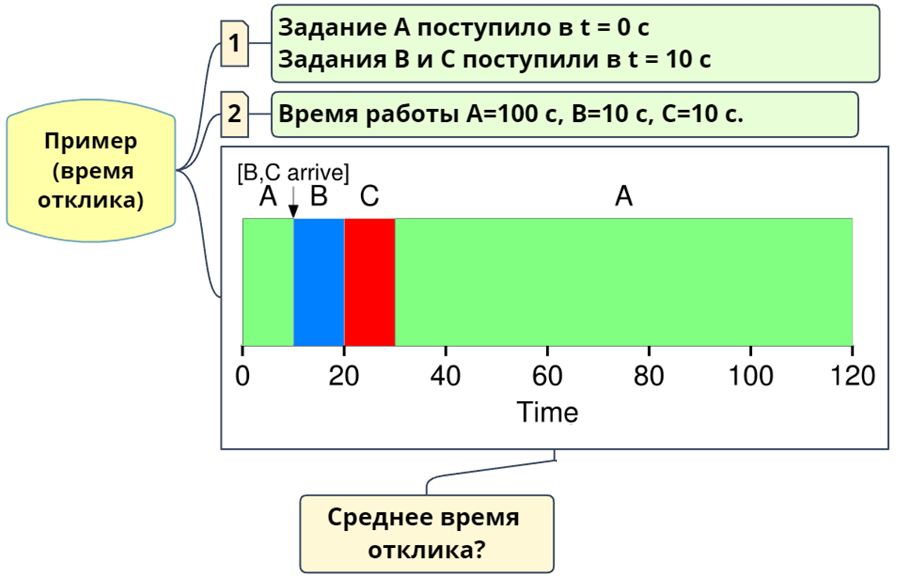 Пример
(время
отклика)
1
Задание A поступило в t = 0 с
Задания B и C поступили в t = 10 с
2
Время работы A=100 с, B=10 с, C=10 с.
[B,C arrive]
A B C A
0 20 40 60 80 100 120
Time
Среднее время
отклика?